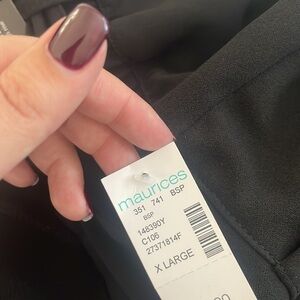 maurices
351 741 BSP
BSP
148390Y
C106
27371814F
X LARGE